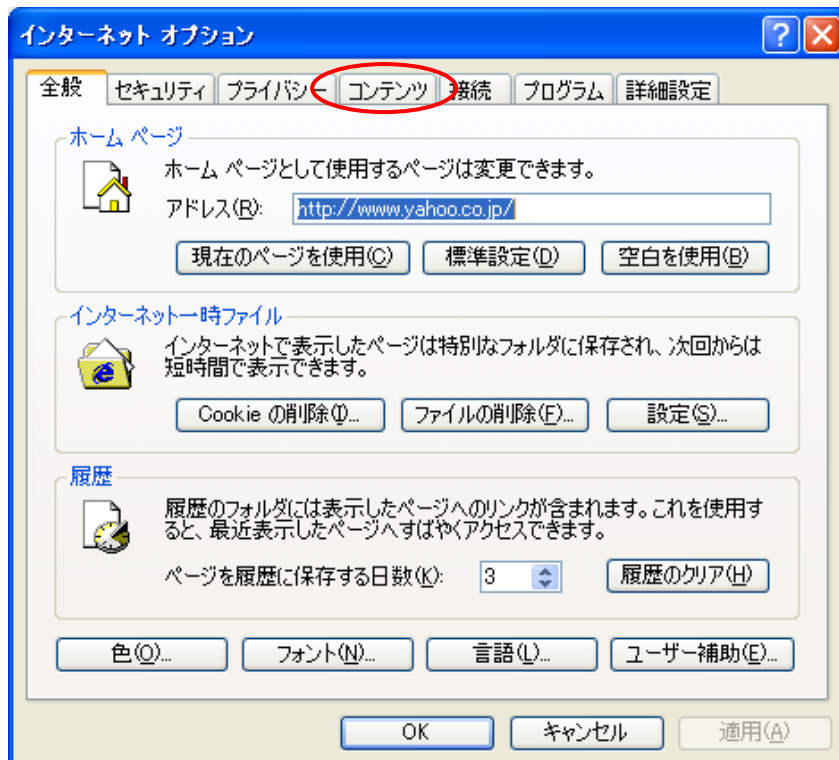 インターネット オプション
全般 セキュリティ プライバシー コンテンツ 接続 プログラム 詳細設定
ホーム ページ
ホーム ページとして使用するページは変更できます。
アドレス(R): http://www.yahoo.co.jp/
現在のページを使用(C) 標準設定(D) 空白を使用(B)
インターネット一時ファイル
インターネットで表示したページは特別なフォルダに保存され、次回からは
短時間で表示できます。
Cookie の削除(I)... ファイルの削除(F)... 設定(S)...
履歴
履歴のフォルダには表示したページへのリンクが含まれます。これを使用す
ると、最近表示したページへすばやくアクセスできます。
ページを履歴に保存する日数(K): 3 履歴のクリア(H)
色(O)... フォント(N)... 言語(L)... ユーザー補助(E)...
OK キャンセル 適用(A)